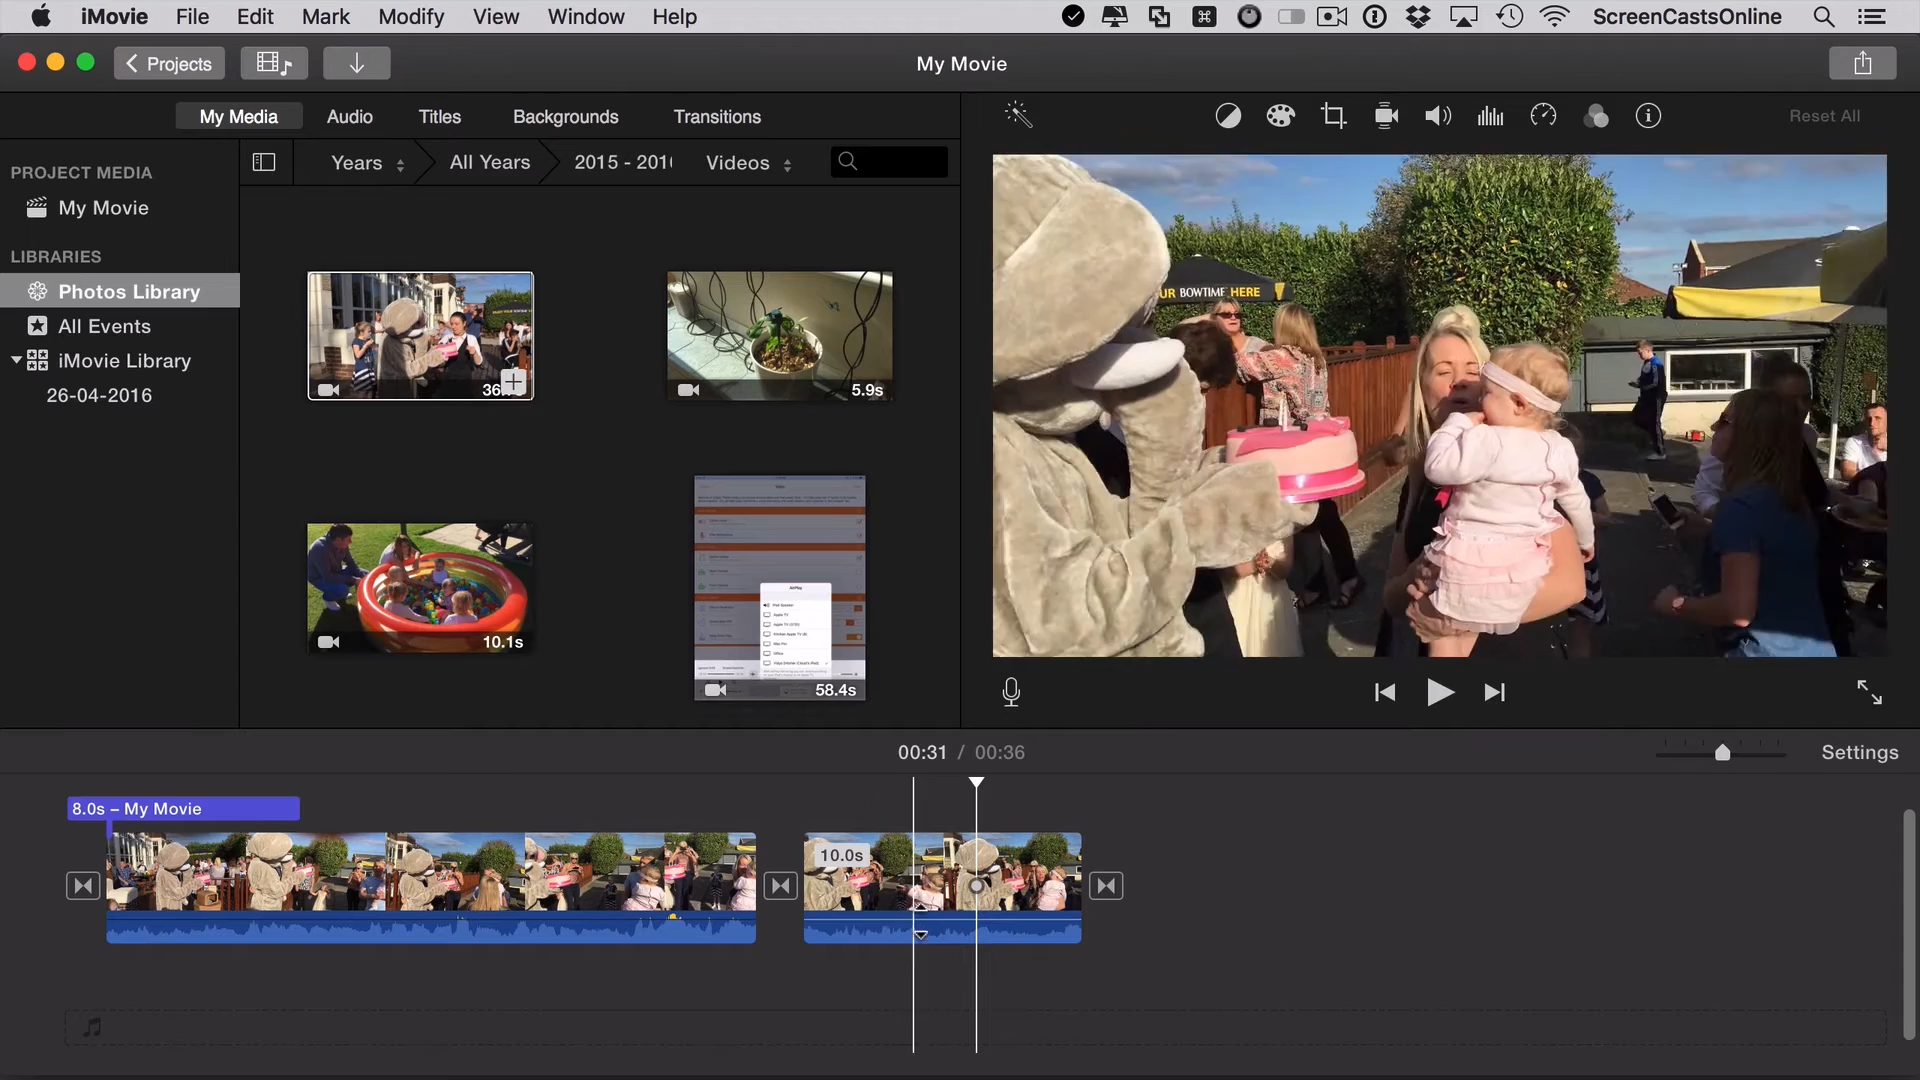 iMovie File Edit Mark Modify View Window Help ScreenCastsOnline
Projects My Movie
My Media Audio Titles Backgrounds Transitions Reset All
Years All Years 2015 - 201 Videos
PROJECT MEDIA
My Movie
LIBRARIES
Photos Library
All Events
iMovie Library
26-04-2016
36
5.9s
10.1s
58.4s
BOWTIME HERE
AirPlay
00:31 / 00:36 Settings
8.0s – My Movie
10.0s